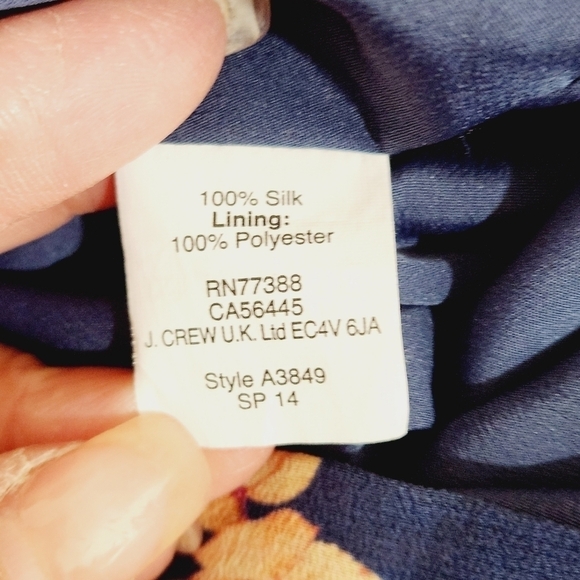 100% Silk
Lining:
100% Polyester
RN77388
CA56445
J. CREW U.K. Ltd EC4V 6JA
Style A3849
SP 14